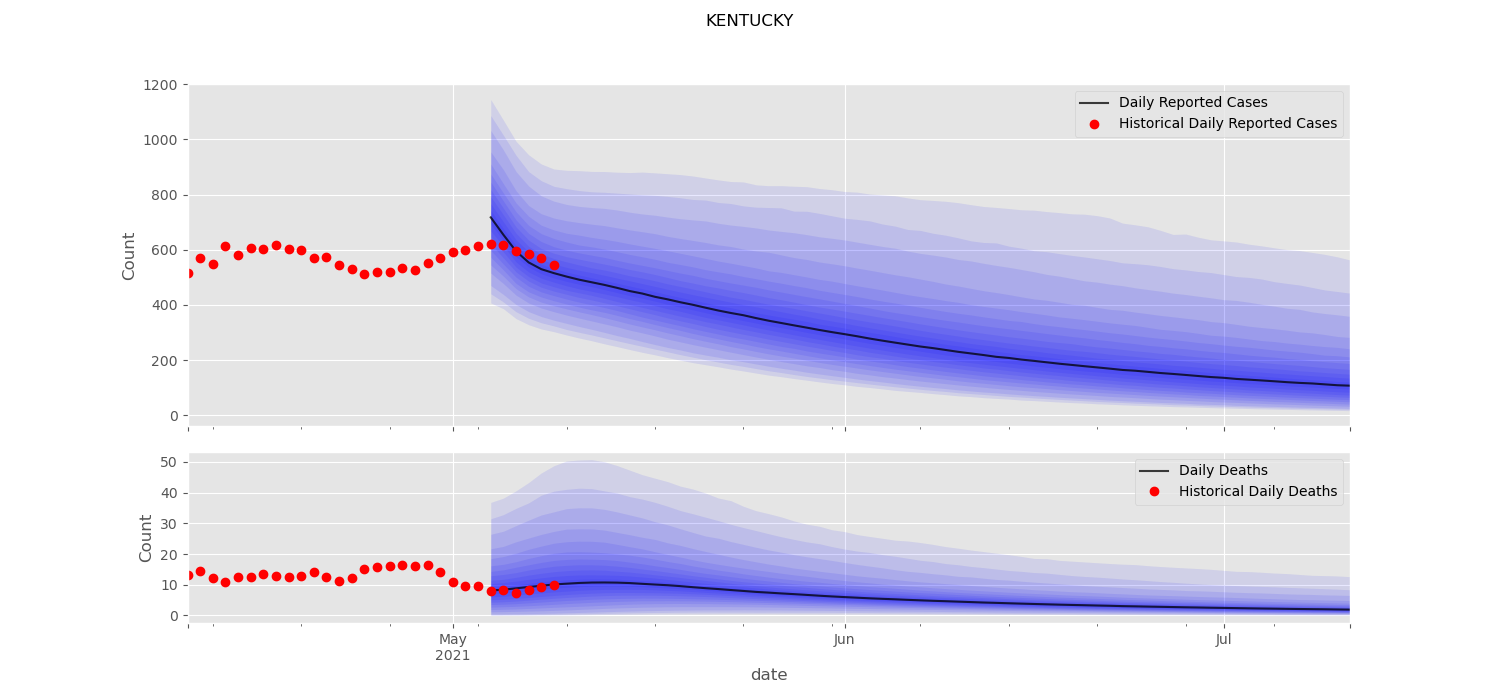 KENTUCKY
1200
1000
800
600
400
200
0
Count
Daily Reported Cases
Historical Daily Reported Cases
50
40
30
20
10
0
Count
Daily Deaths
Historical Daily Deaths
May
2021
Jun
Jul
date